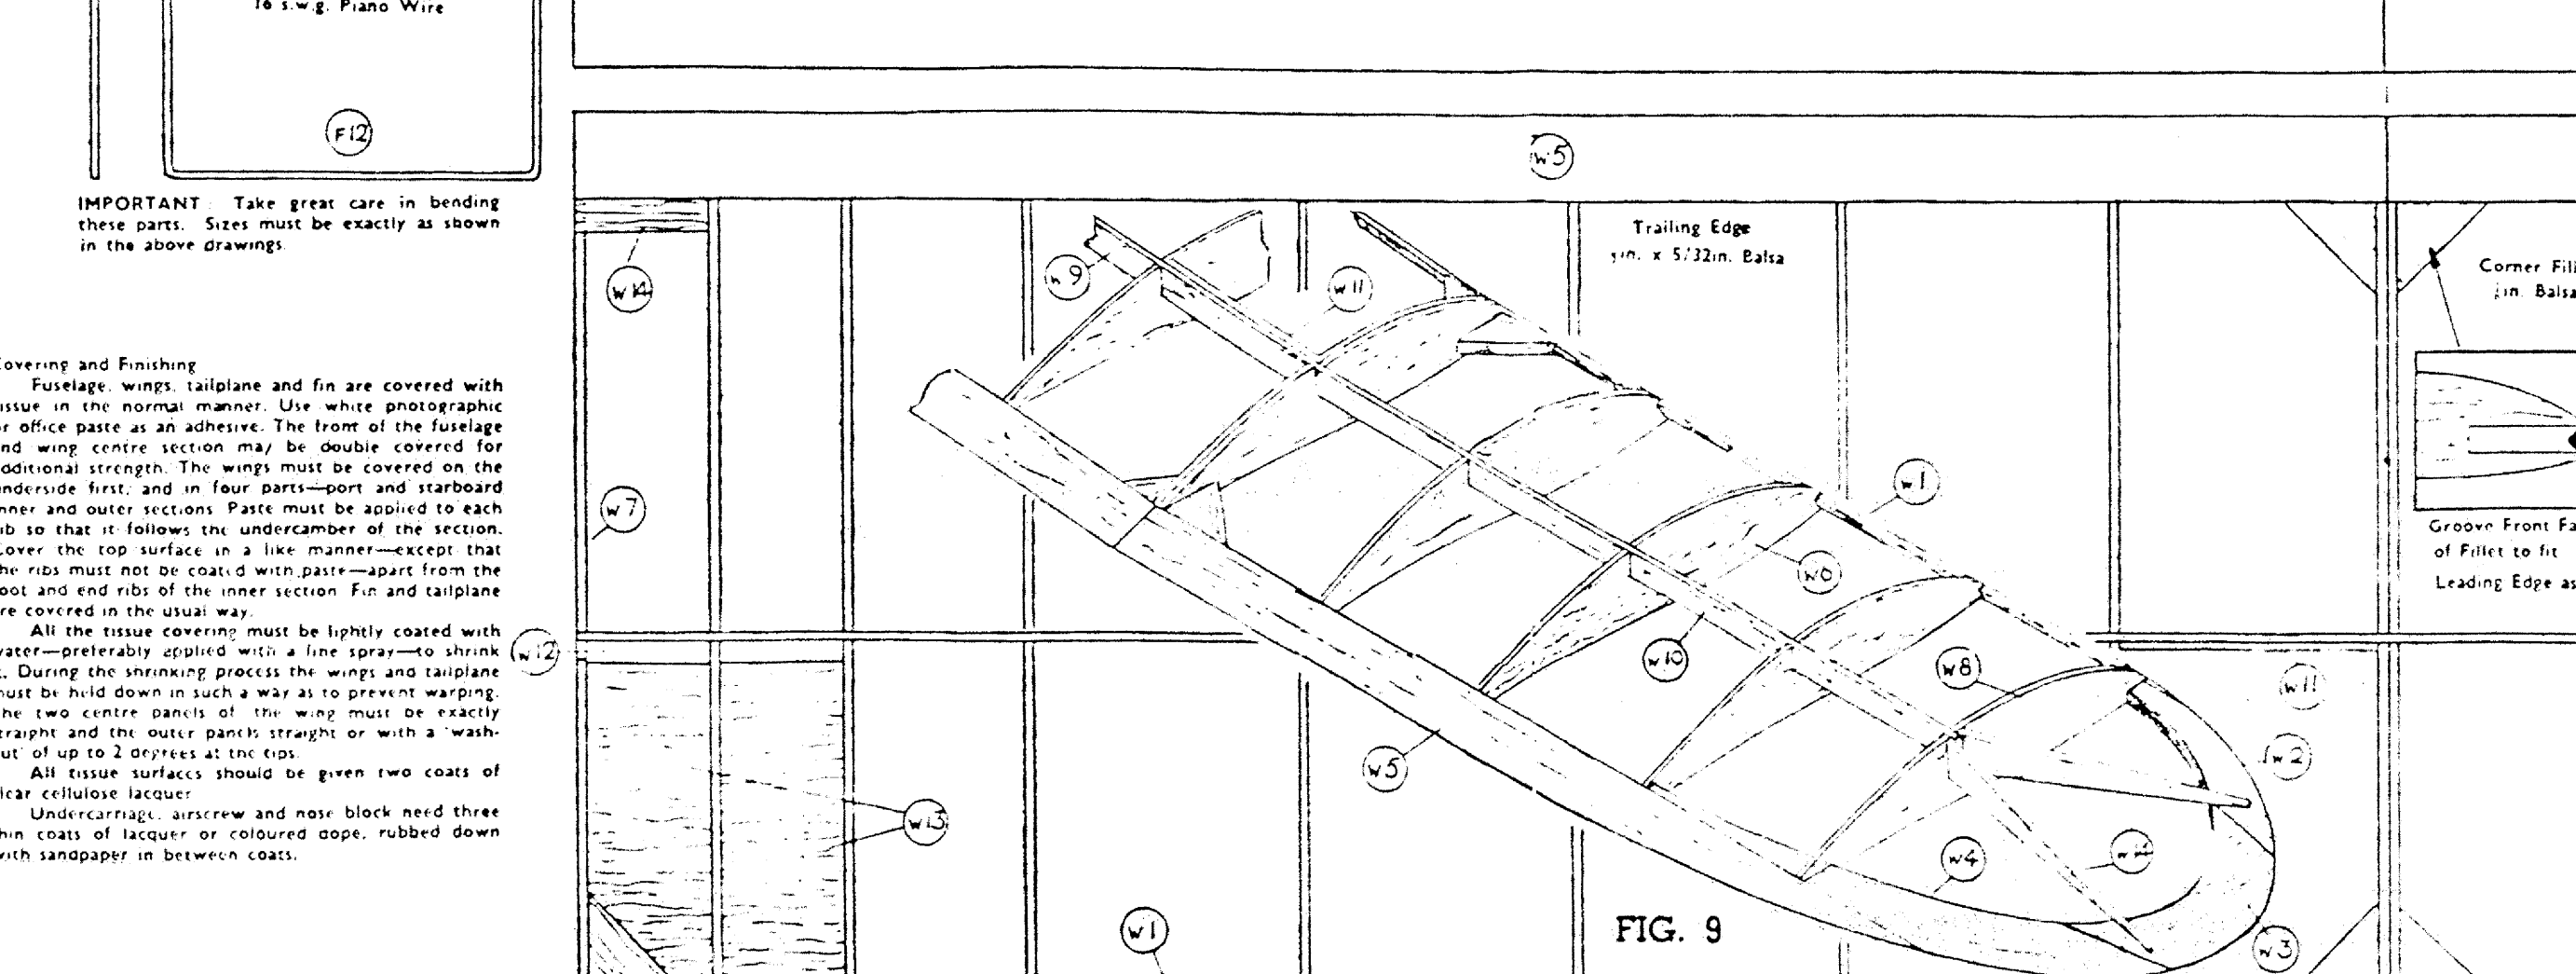 16 s.w.g. Piano Wire
F12
IMPORTANT : Take great care in bending
these parts. Sizes must be exactly as shown
in the above drawings.
Covering and Finishing
Fuselage, wings, tailplane and fin are covered with
tissue in the normal manner. Use white photographic
or office paste as an adhesive. The front of the fuselage
and wing centre section may be double covered for
additional strength. The wings must be covered on the
underside first, and in four parts—port and starboard
inner and outer sections. Paste must be applied to each
rib so that it follows the undercamber of the section.
Cover the top surface in a like manner—except that
the ribs must not be coated with paste—apart from the
root and end ribs of the inner section. Fin and tailplane
are covered in the usual way.
All the tissue covering must be lightly coated with
water—preferably applied with a fine spray—to shrink
it. During the shrinking process the wings and tailplane
must be held down in such a way as to prevent warping.
The two centre panels of the wing must be exactly
straight and the outer panels straight or with a 'wash-
out' of up to 2 degrees at the tips.
All tissue surfaces should be given two coats of
clear cellulose lacquer
Undercarriage, airscrew and nose block need three
thin coats of lacquer or coloured dope, rubbed down
with sandpaper in between coats.
W5
Trailing Edge
x 5/32in. Balsa
W14
W9
W11
Corner
in. Balsa
W7
W1
Groove Front
of Fillet to fit
Leading Edge as
W6
W12
W10
W8
W11
W5
W2
W13
W4
W1
FIG. 9
W3